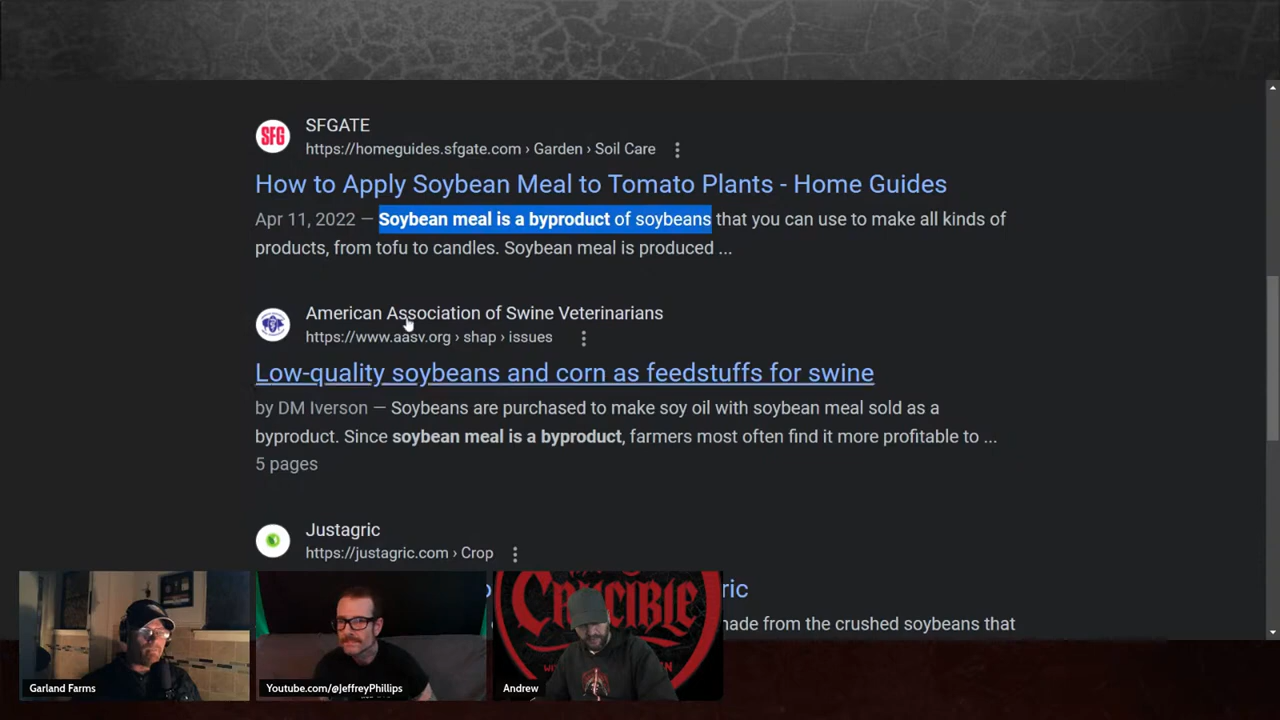 SFG
SFGATE
https://homeguides.sfgate.com › Garden › Soil Care
How to Apply Soybean Meal to Tomato Plants - Home Guides
Apr 11, 2022 — Soybean meal is a byproduct of soybeans that you can use to make all kinds of
products, from tofu to candles. Soybean meal is produced ...
American Association of Swine Veterinarians
https://www.aasv.org › shap › issues
Low-quality soybeans and corn as feedstuffs for swine
by DM Iverson — Soybeans are purchased to make soy oil with soybean meal sold as a
byproduct. Since soybean meal is a byproduct, farmers most often find it more profitable to ...
5 pages
Justagric
https://justagric.com › Crop
ric
made from the crushed soybeans that
CRUCIBLE
Garland Farms
Youtube.com/@JeffreyPhillips
Andrew